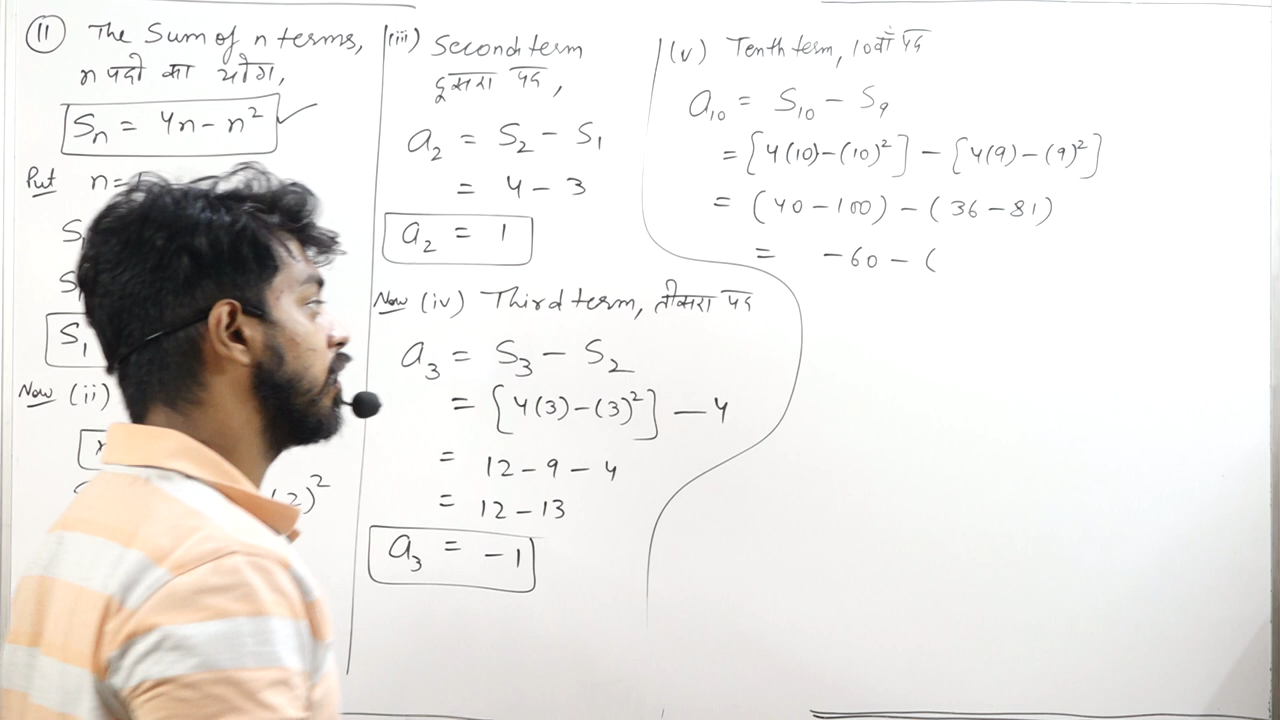 (11) The Sum of n terms,
n पदों का योग,
Sₙ = 4n - n² ✓
Put n=
S₁
Now (ii)
2)²
(iii) Second term
दूसरा पद,
a₂ = S₂ - S₁
= 4 - 3
a₂ = 1
Now (iv) Third term, तीसरा पद
a₃ = S₃ - S₂
= [4(3)-(3)²] - 4
= 12 - 9 - 4
= 12 - 13
a₃ = -1
(v) Tenth term, 10वाँ पद
a₁₀ = S₁₀ - S₉
= [4(10)-(10)²] - [4(9)-(9)²]
= (40-100) - (36-81)
= -60 - (